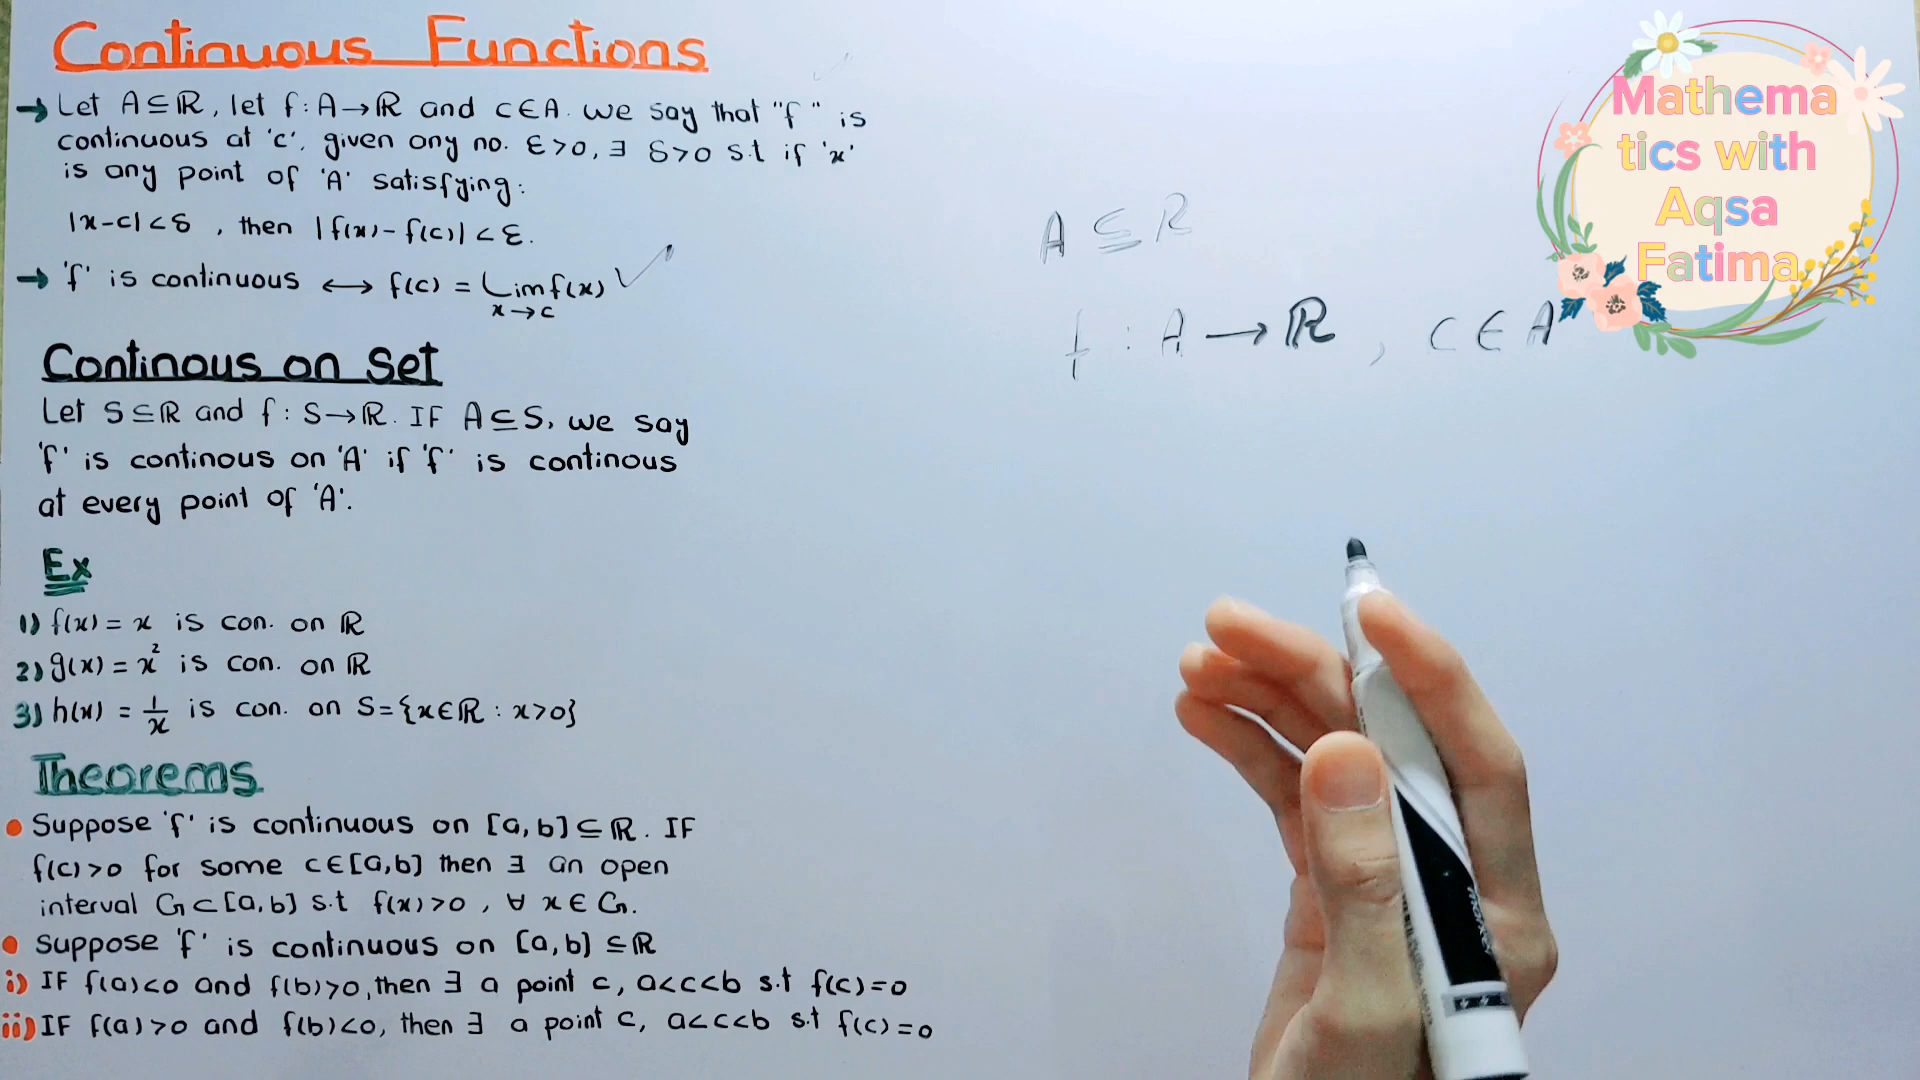 Continuous Functions
→ Let A⊆ℝ, let f:A→ℝ and c∈A. we say that "f" is
continuous at 'c', given any no. ε>0, ∃ δ>0 s.t if 'x'
is any point of 'A' satisfying:
|x-c|<δ , then |f(x)-f(c)|<ε.
→ 'f' is continuous ⟷ f(c) = Lim f(x)
x→c
Continous on Set
Let S⊆ℝ and f:S→ℝ. IF A⊆S, we say
'f' is continous on 'A' if 'f' is continous
at every point of 'A'.
Ex
1) f(x) = x is con. on ℝ
2) g(x) = x² is con. on ℝ
3) h(x) = 1/x is con. on S={x∈ℝ : x>0}
Theorems
• Suppose 'f' is continuous on [a,b]⊆ℝ. IF
f(c)>0 for some c∈[a,b] then ∃ an open
interval G⊂[a,b] s.t f(x)>0, ∀ x∈G.
• Suppose 'f' is continuous on [a,b] ⊆ℝ
i) IF f(a)<0 and f(b)>0, then ∃ a point c, a<c<b s.t f(c)=0
ii) IF f(a)>0 and f(b)<0, then ∃ a point c, a<c<b s.t f(c)=0
A ⊆ R
f : A → ℝ , c∈A
Mathema
tics with
Aqsa
Fatima